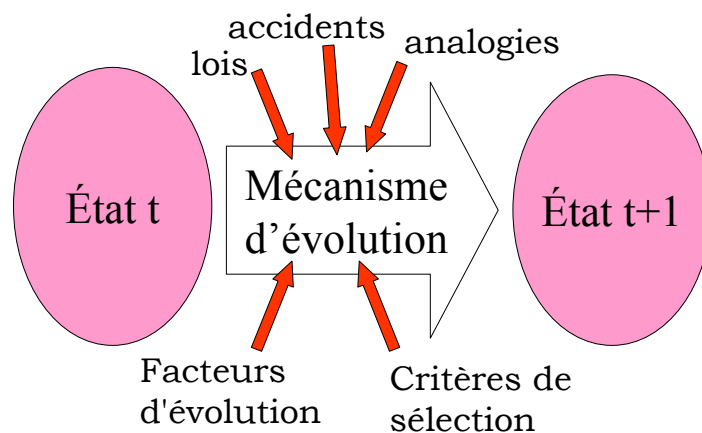 accidents
lois
analogies
État t
Mécanisme
d’évolution
État t+1
Facteurs
d'évolution
Critères de
sélection